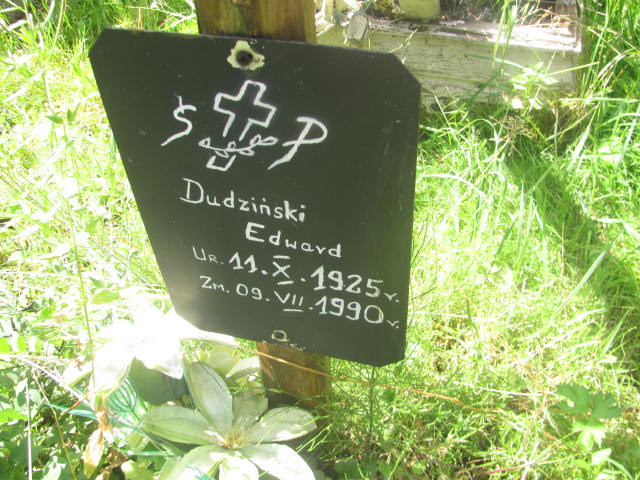 Ś P
Dudziński
Edward
Ur. 11.X.1925 r.
Zm. 09.VII.1990 r.